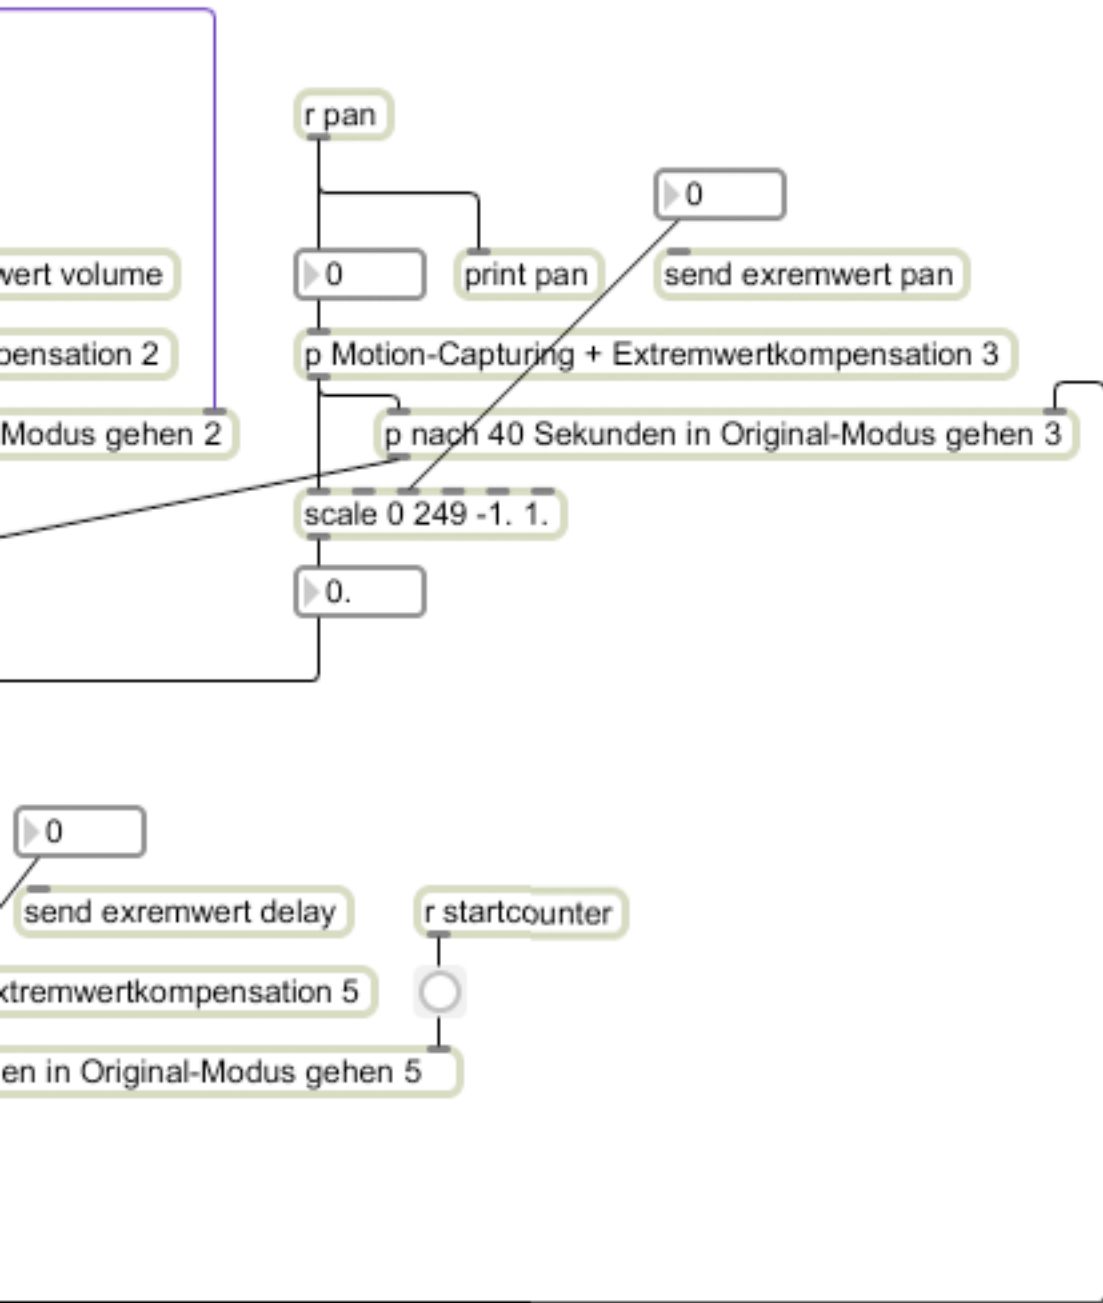 r pan
0
wert volume
0
print pan
send exremwert pan
pensation 2
p Motion-Capturing + Extremwertkompensation 3
Modus gehen 2
p nach 40 Sekunden in Original-Modus gehen 3
scale 0 249 -1. 1.
0.
0
send exremwert delay
r startcounter
xtremwertkompensation 5
en in Original-Modus gehen 5